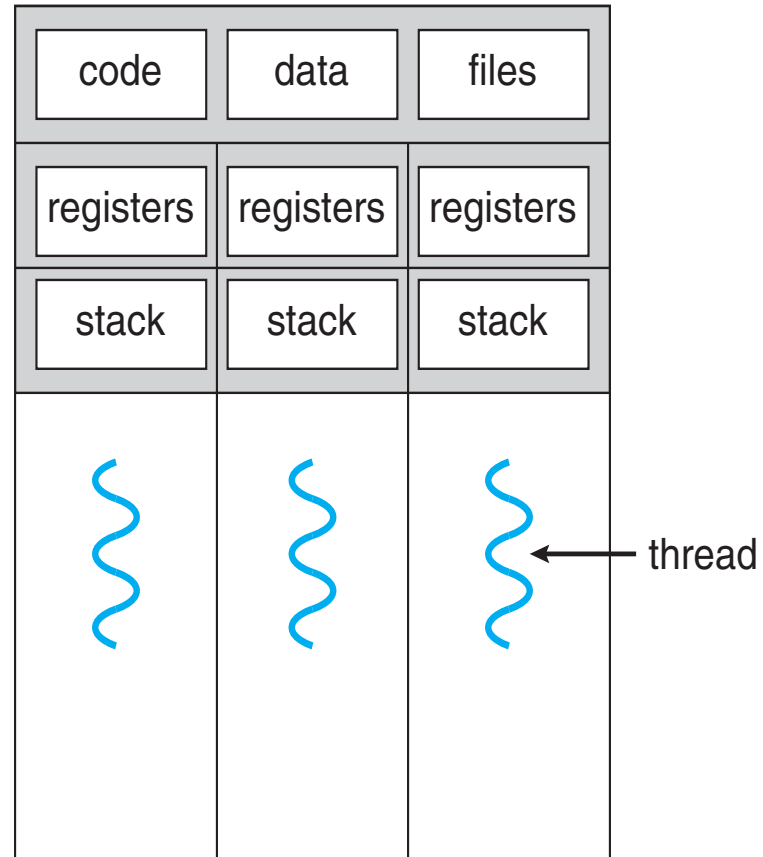 code data files
registers registers registers
stack stack stack
thread